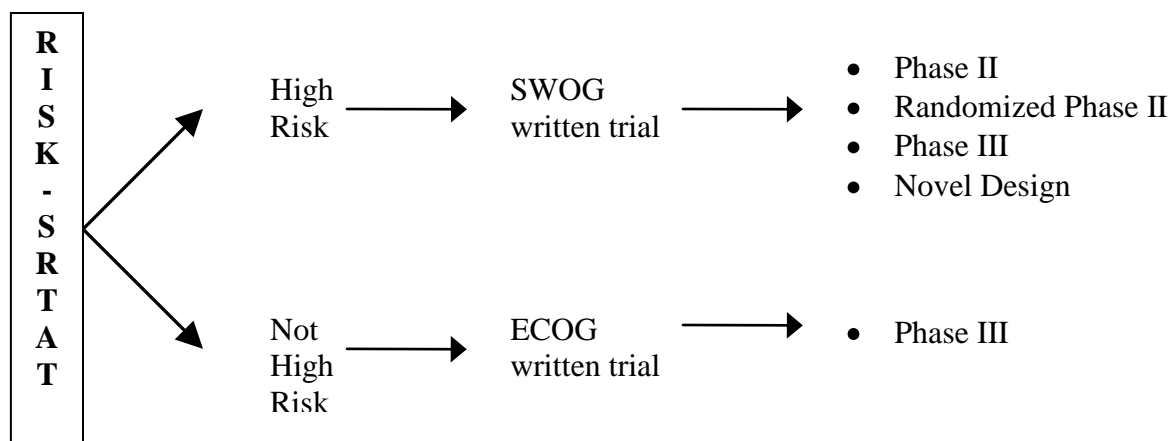 R
I
S
K
-
S
R
T
A
T
High
Risk
SWOG
written trial
• Phase II
• Randomized Phase II
• Phase III
• Novel Design
Not
High
Risk
ECOG
written trial
• Phase III